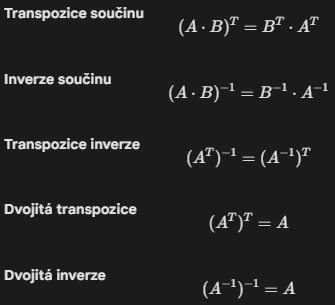 Transpozice součinu
(A · B)^T = B^T · A^T
Inverze součinu
(A · B)^{-1} = B^{-1} · A^{-1}
Transpozice inverze
(A^T)^{-1} = (A^{-1})^T
Dvojitá transpozice
(A^T)^T = A
Dvojitá inverze
(A^{-1})^{-1} = A